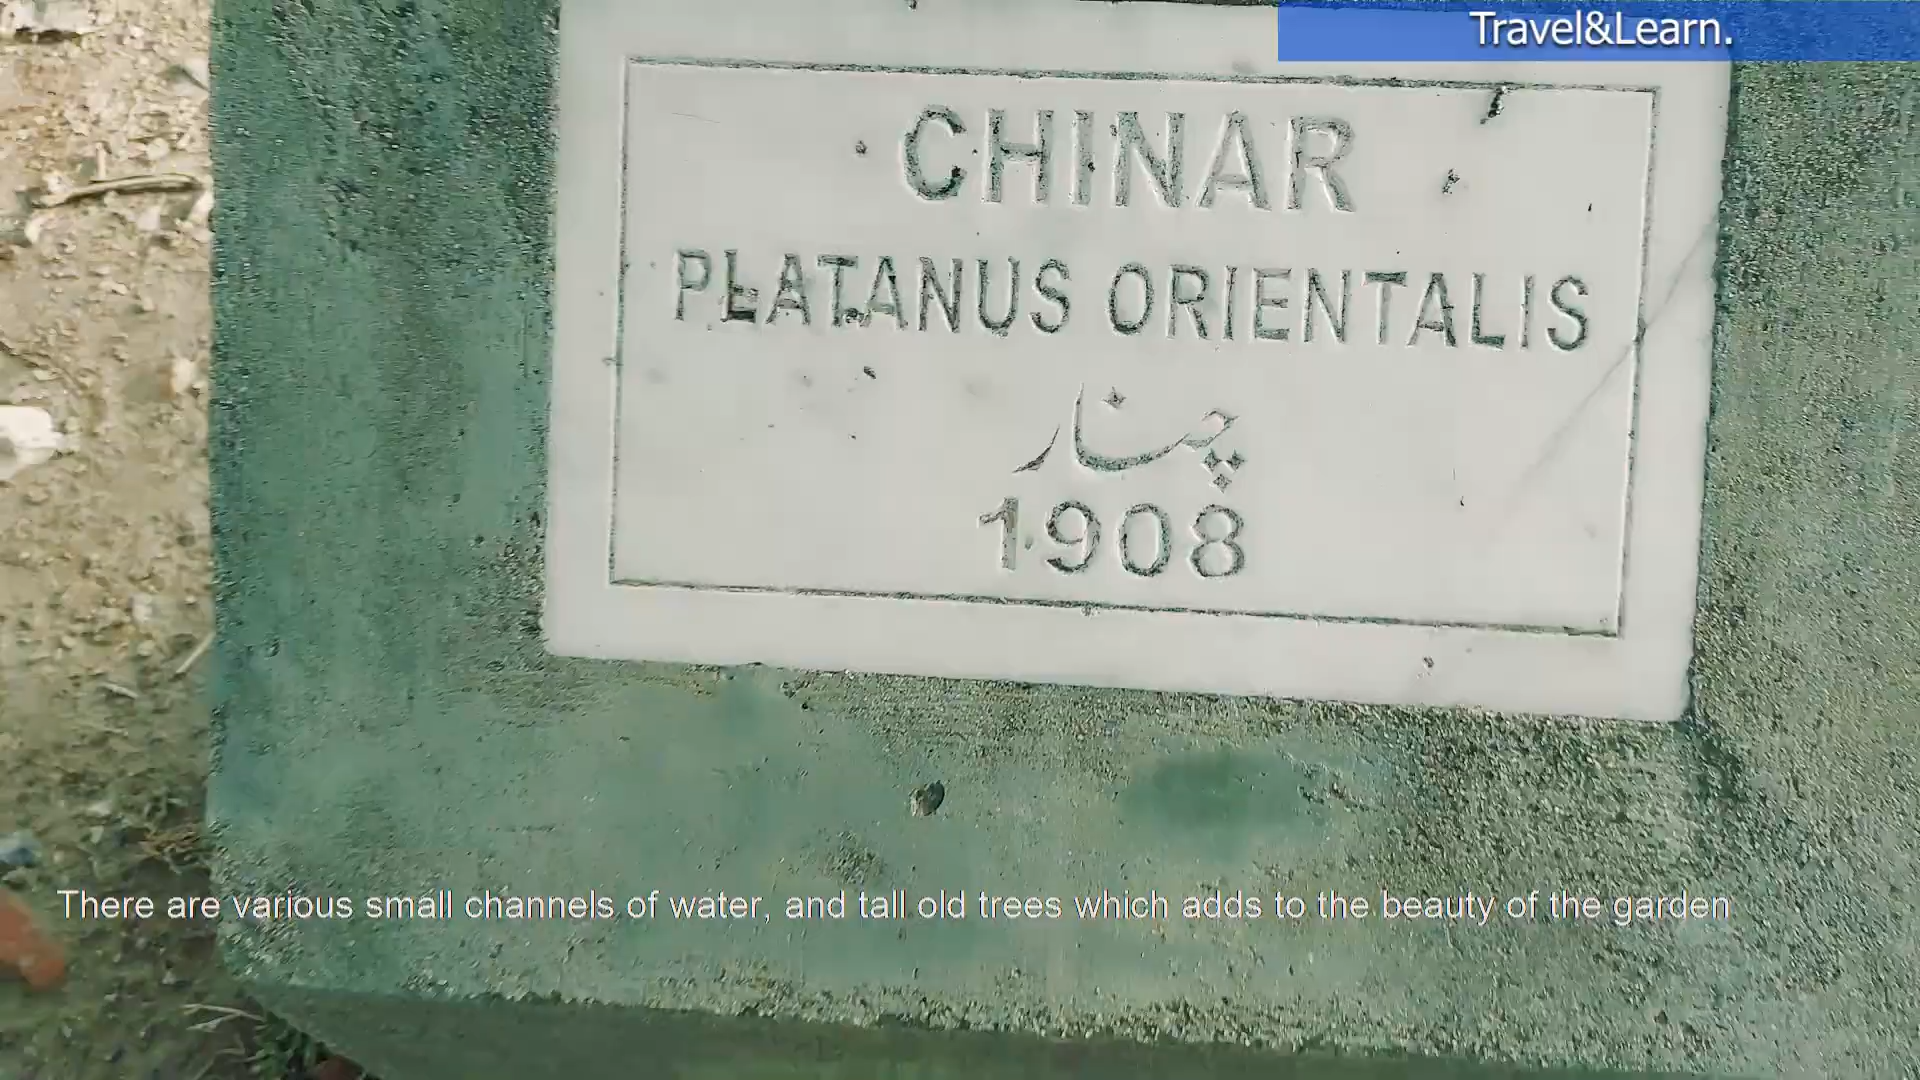 Travel&Learn.
CHINAR
PLATANUS ORIENTALIS
چنار
1908
There are various small channels of water, and tall old trees which adds to the beauty of the garden